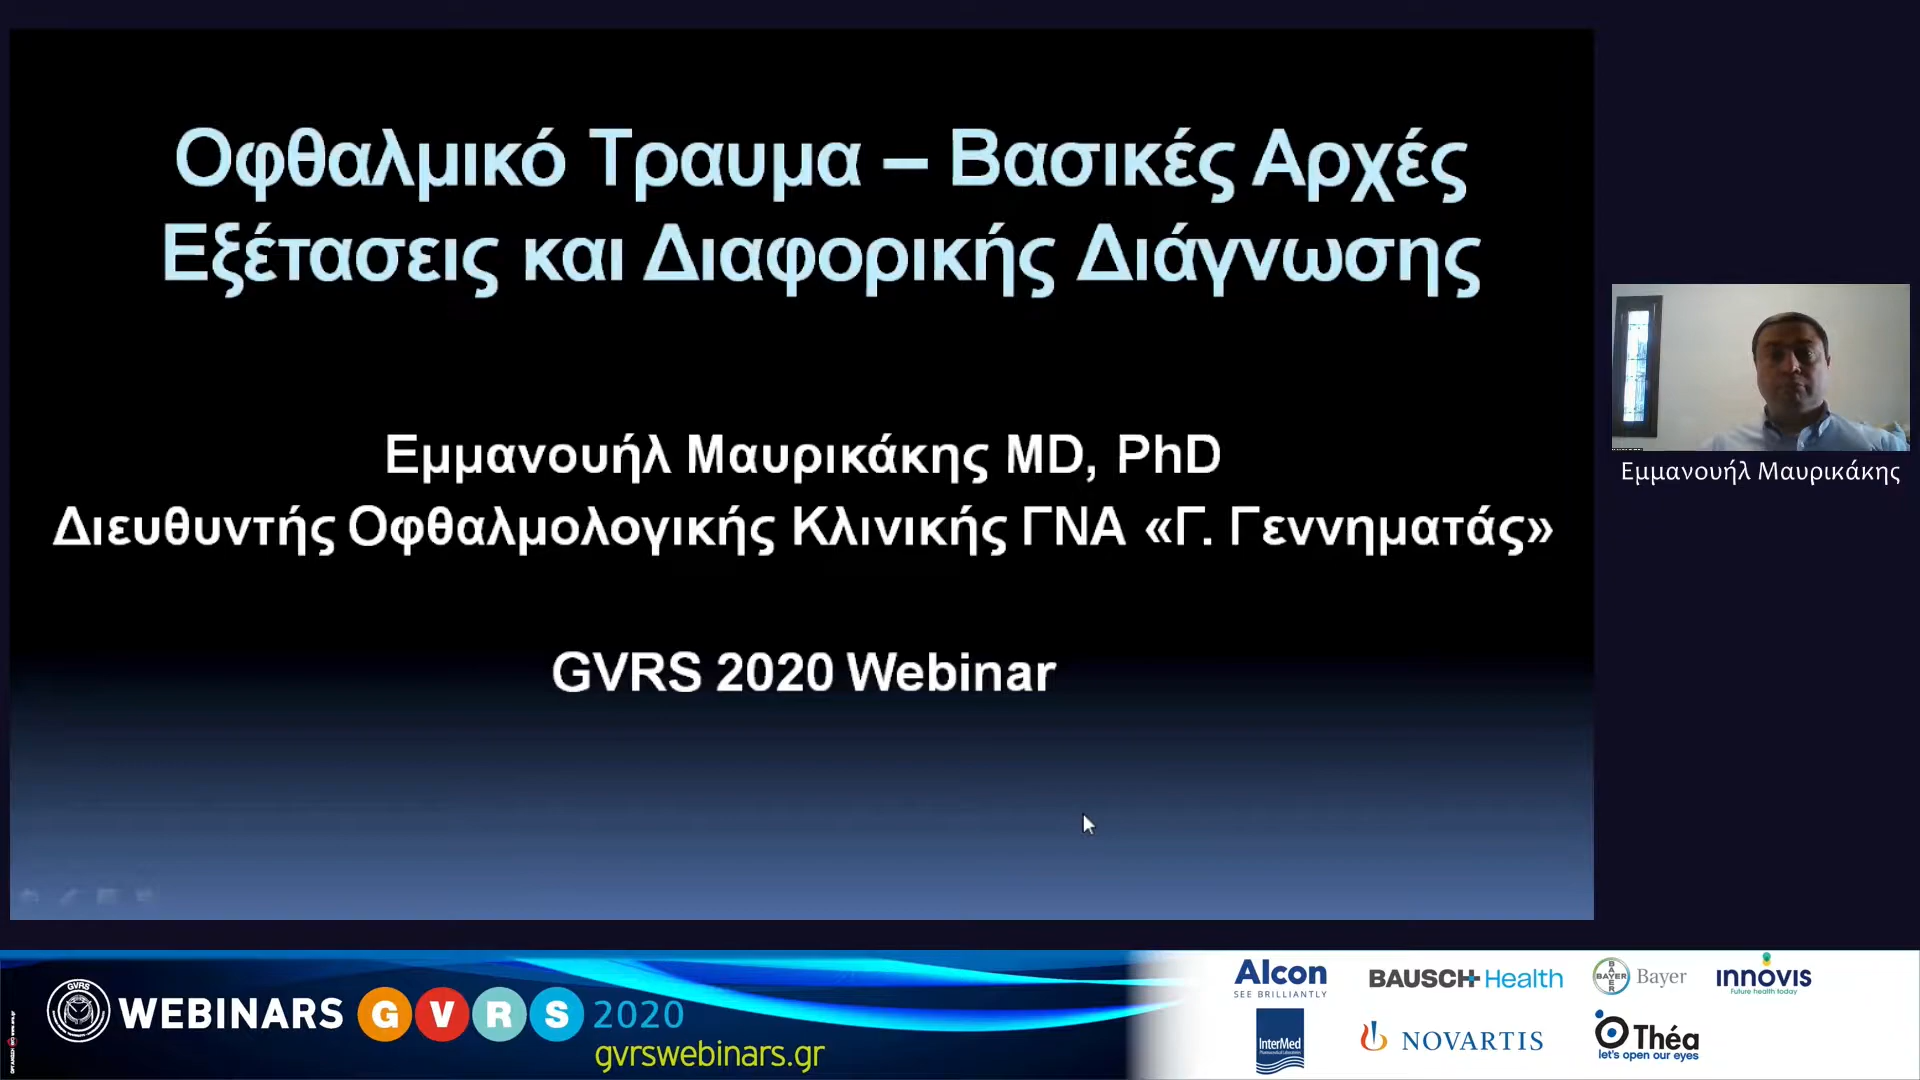 Οφθαλμικό Τραυμα – Βασικές Αρχές
Εξέτασεις και Διαφορικής Διάγνωσης
Εμμανουήλ Μαυρικάκης MD, PhD
Διευθυντής Οφθαλμολογικής Κλινικής ΓΝΑ «Γ. Γεννηματάς»
GVRS 2020 Webinar
Εμμανουήλ Μαυρικάκης
GVRS
WEBINARS G V R S 2020
gvrswebinars.gr
Alcon
SEE BRILLIANTLY
BAUSCH+Health
BAYER
BAYER
Bayer
innovis
Future health today
InterMed
NOVARTIS
Théa
let's open our eyes